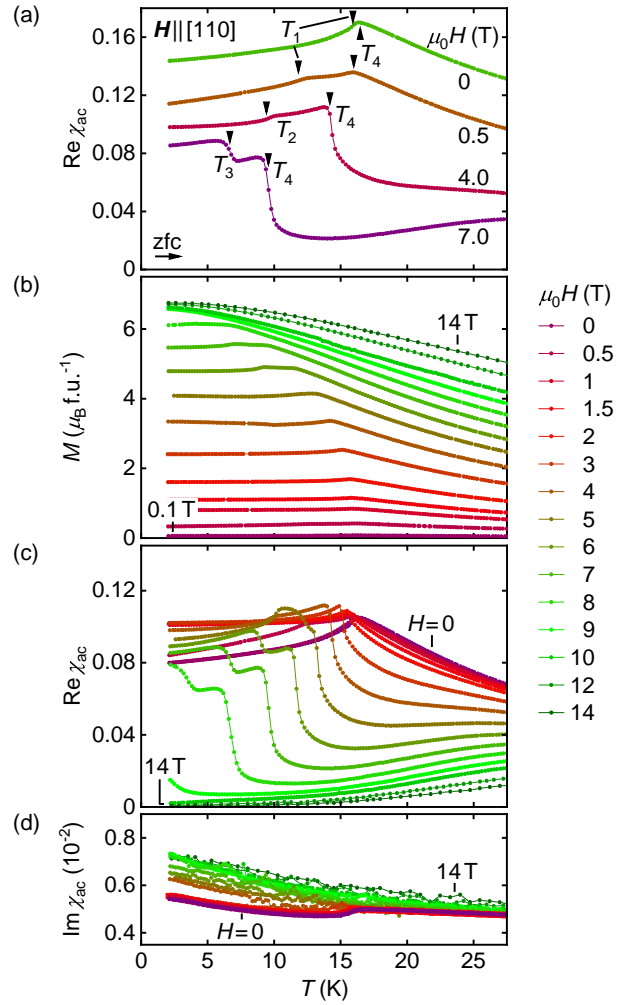 (a)
H||[110]
T1
μ0H (T)
0.16
T4
0
0.12
0.5
T2
T4
Re χac
0.08
T3
T4
4.0
0.04
zfc
7.0
0
(b)
14 T
6
M (μB f.u.⁻¹)
4
2
0.1 T
0
(c)
0.12
H=0
Re χac
0.08
0.04
14 T
0
(d)
0.8
14 T
Im χac (10⁻²)
0.6
0.4
H=0
0 5 10 15 20 25
T (K)
μ0H (T)
0
0.5
1
1.5
2
3
4
5
6
7
8
9
10
12
14